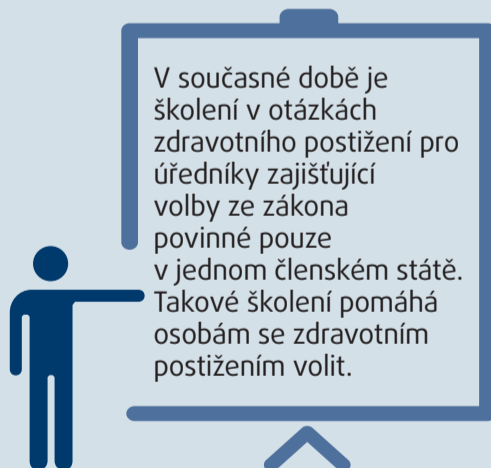 V současné době je
školení v otázkách
zdravotního postižení pro
úředníky zajišťující
volby ze zákona
povinné pouze
v jednom členském státě.
Takové školení pomáhá
osobám se zdravotním
postižením volit.